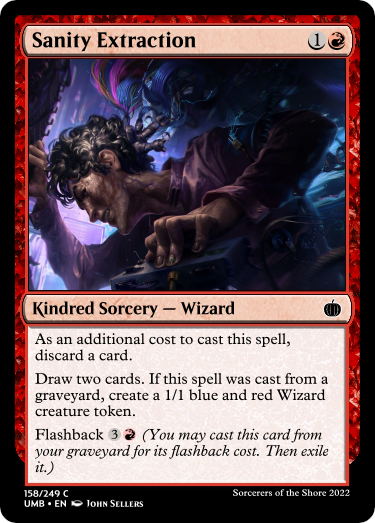 Sanity Extraction 1
Kindred Sorcery — Wizard
As an additional cost to cast this spell,
discard a card.
Draw two cards. If this spell was cast from a
graveyard, create a 1/1 blue and red Wizard
creature token.
Flashback 3 (You may cast this card from
your graveyard for its flashback cost. Then exile
it.)
158/249 C
UMB • EN John Sellers
Sorcerers of the Shore 2022